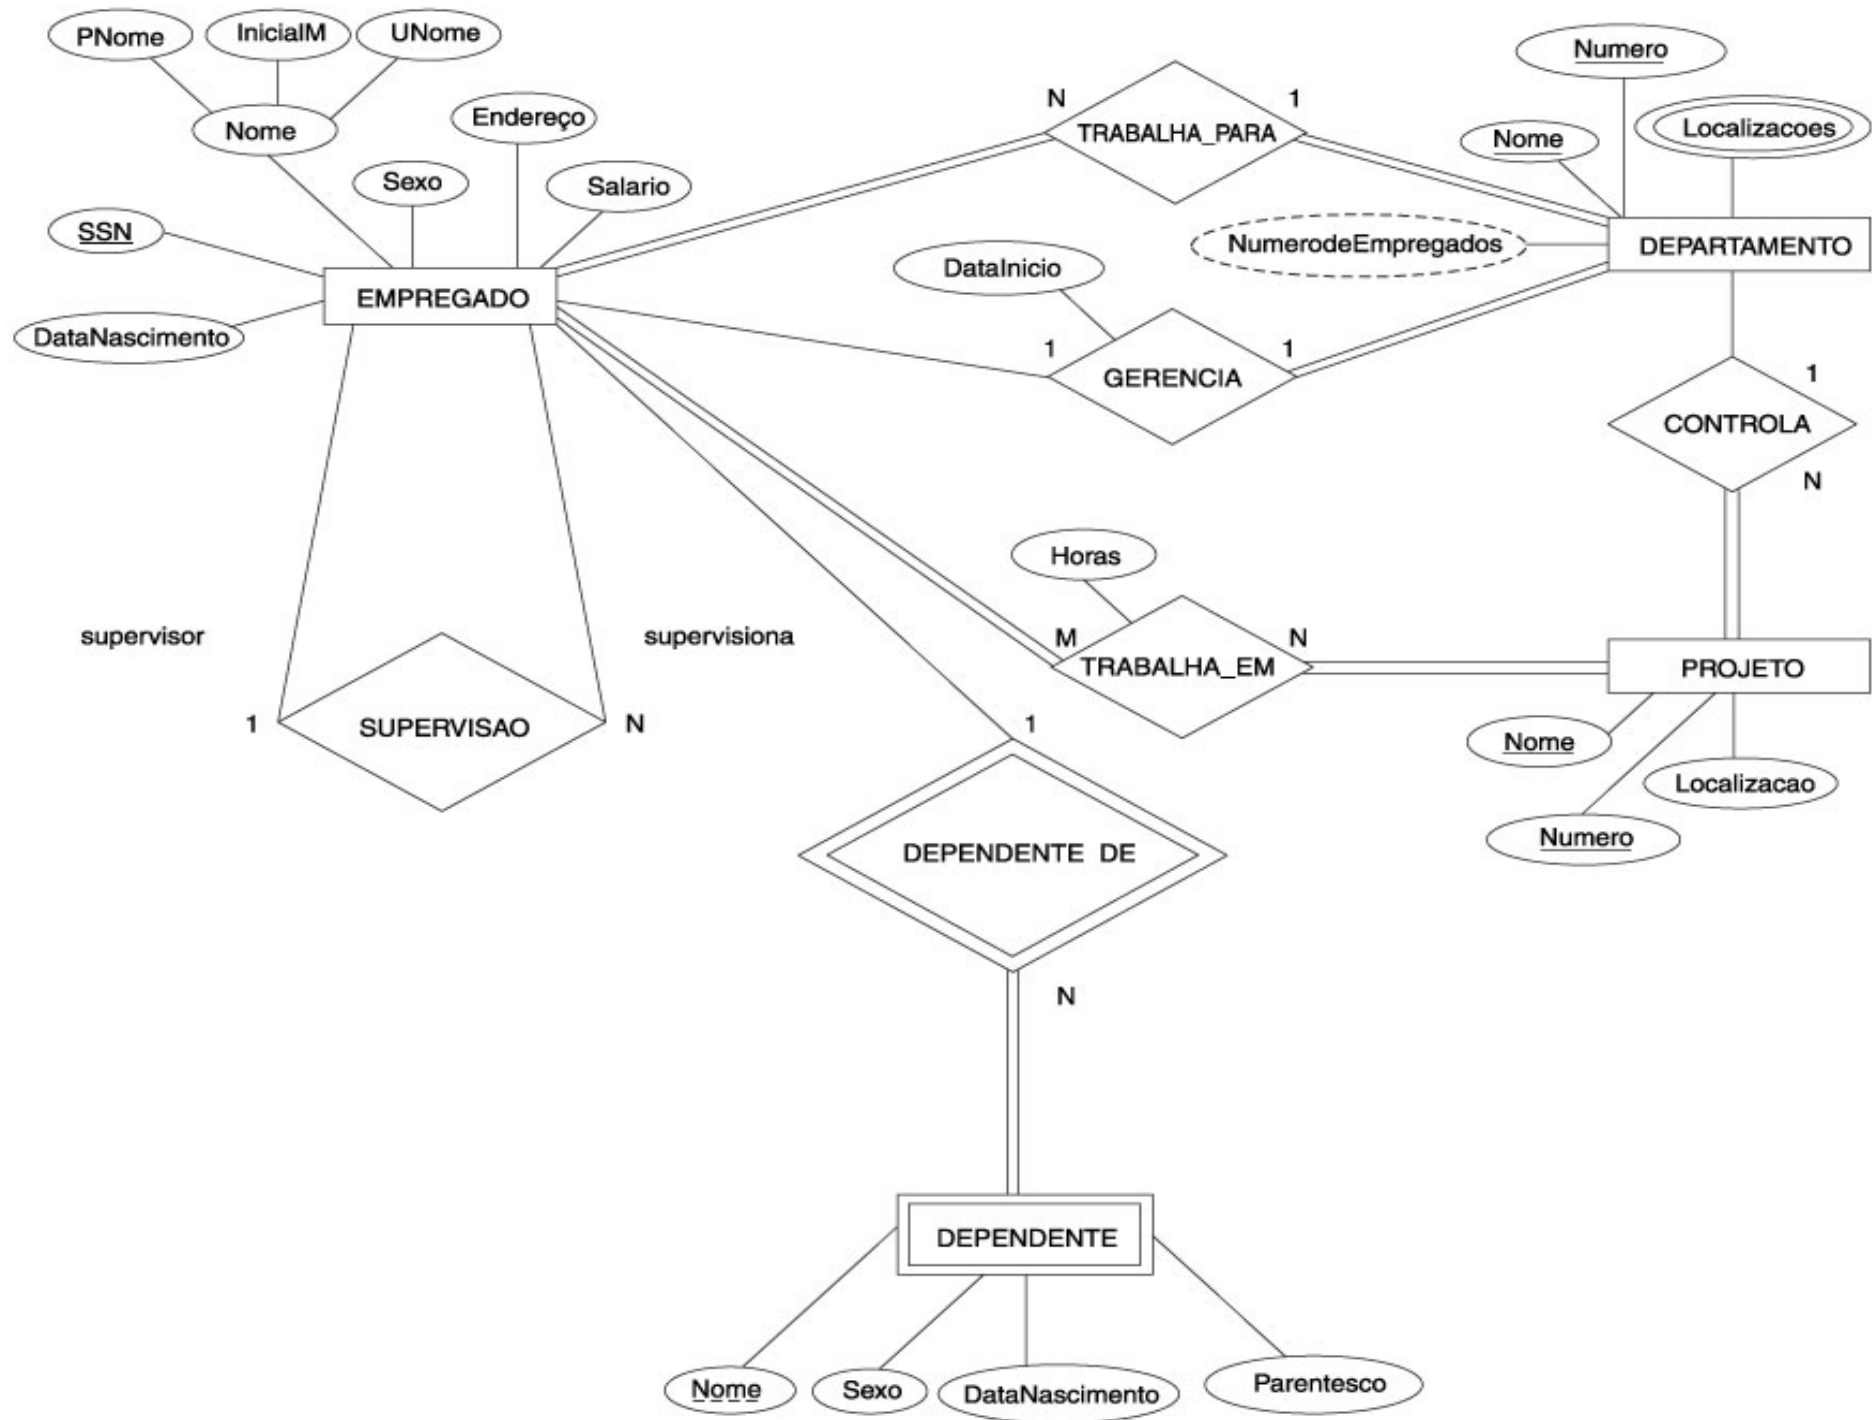 PNome
InicialM
UNome
Nome
Endereço
Sexo
Salario
SSN
DataNascimento
EMPREGADO
N
TRABALHA_PARA
1
Numero
Nome
Localizacoes
NumerodeEmpregados
DEPARTAMENTO
DataInicio
1
GERENCIA
1
1
CONTROLA
N
supervisor
supervisiona
1
SUPERVISAO
N
Horas
M
TRABALHA_EM
N
PROJETO
Nome
Localizacao
Numero
1
DEPENDENTE DE
N
DEPENDENTE
Nome
Sexo
DataNascimento
Parentesco